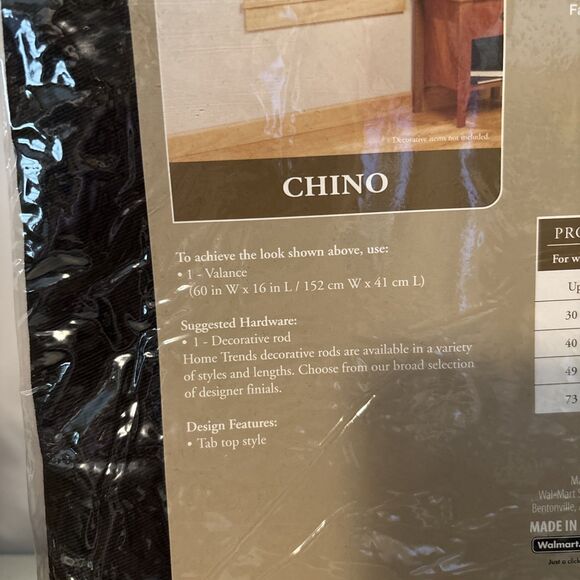 Decorative items not included.
CHINO
To achieve the look shown above, use:
• 1 - Valance
(60 in W x 16 in L / 152 cm W x 41 cm L)
Suggested Hardware:
• 1 - Decorative rod
Home Trends decorative rods are available in a variety
of styles and lengths. Choose from our broad selection
of designer finials.
Design Features:
• Tab top style
For w
Up
30
40
49
73
Wal-Mart S
Bentonville,
MADE IN
Walmart.
Just a click